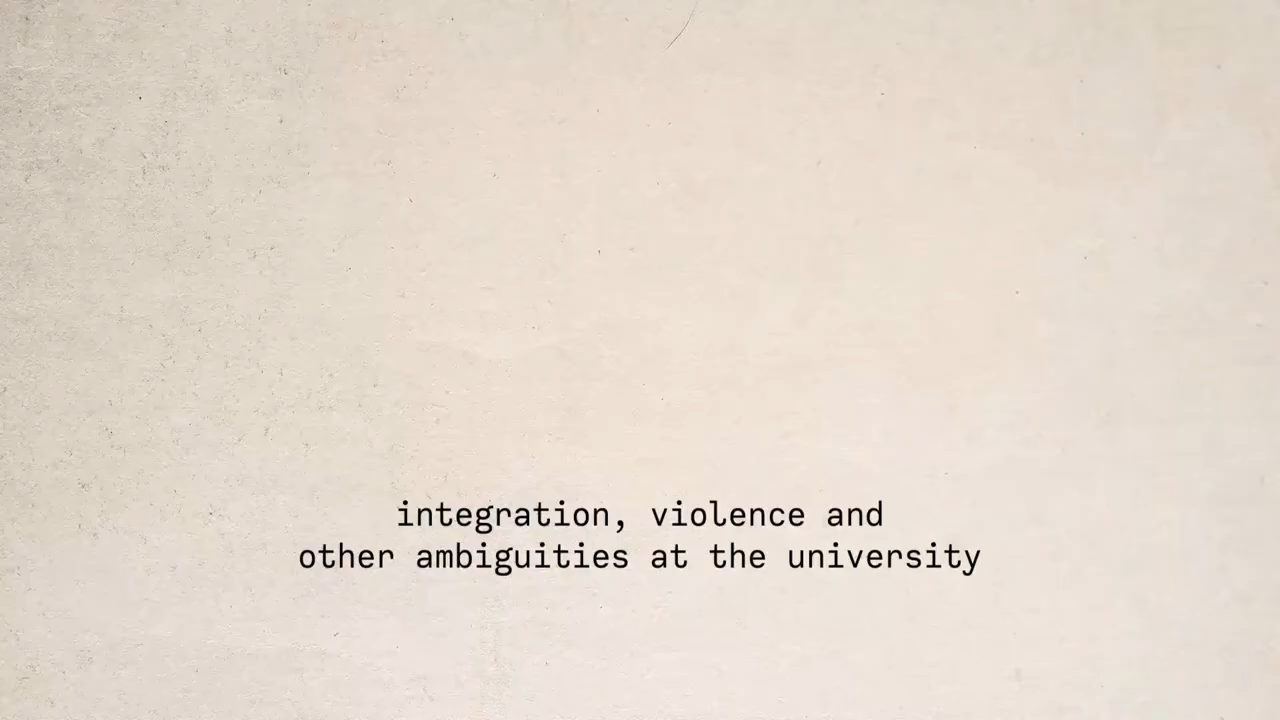 integration, violence and
other ambiguities at the university